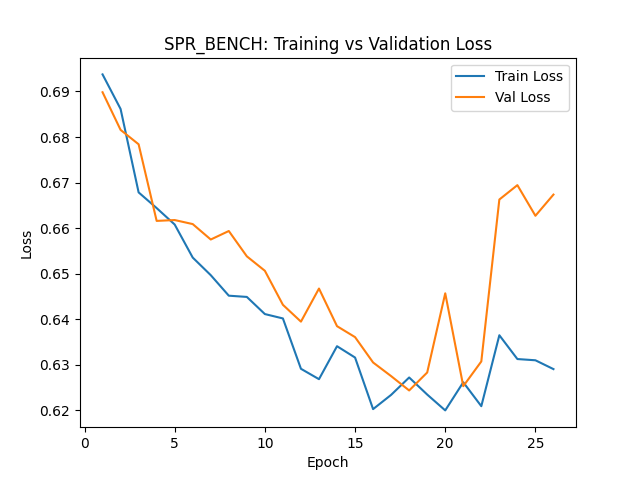 SPR_BENCH: Training vs Validation Loss
Train Loss
Val Loss
0.69
0.68
0.67
0.66
0.65
0.64
0.63
0.62
Loss
0
5
10
15
20
25
Epoch